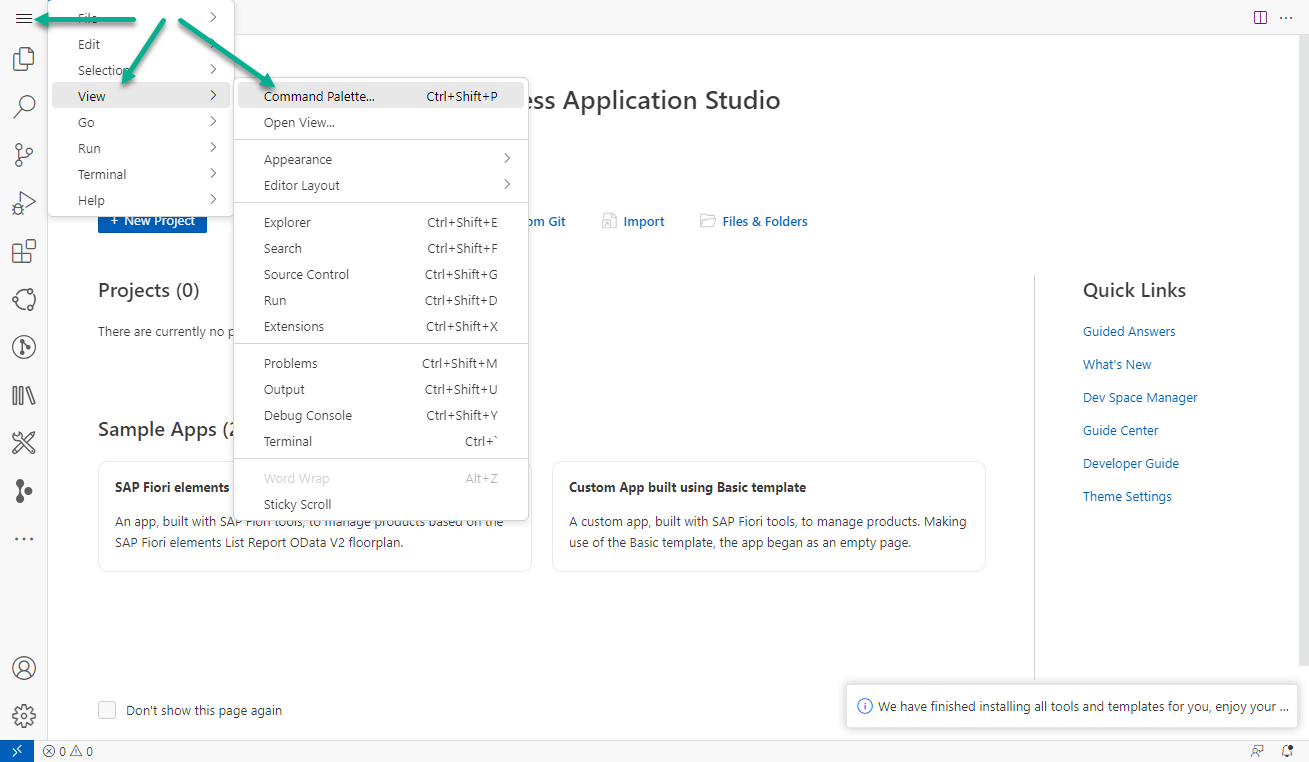 File
Edit
Selection
View
Go
Run
Terminal
Help
Command Palette... Ctrl+Shift+P
Open View...
Appearance
Editor Layout
Explorer Ctrl+Shift+E
Search Ctrl+Shift+F
Source Control Ctrl+Shift+G
Run Ctrl+Shift+D
Extensions Ctrl+Shift+X
Problems Ctrl+Shift+M
Output Ctrl+Shift+U
Debug Console Ctrl+Shift+Y
Terminal Ctrl+`
Word Wrap Alt+Z
Sticky Scroll
ess Application Studio
+ New Project
om Git
Import
Files & Folders
Projects (0)
There are currently no p
Sample Apps (2
SAP Fiori elements
An app, built with SAP Fiori tools, to manage products based on the
SAP Fiori elements List Report OData V2 floorplan.
Custom App built using Basic template
A custom app, built with SAP Fiori tools, to manage products. Making
use of the Basic template, the app began as an empty page.
Quick Links
Guided Answers
What's New
Dev Space Manager
Guide Center
Developer Guide
Theme Settings
Don't show this page again
We have finished installing all tools and templates for you, enjoy your ...
0 0